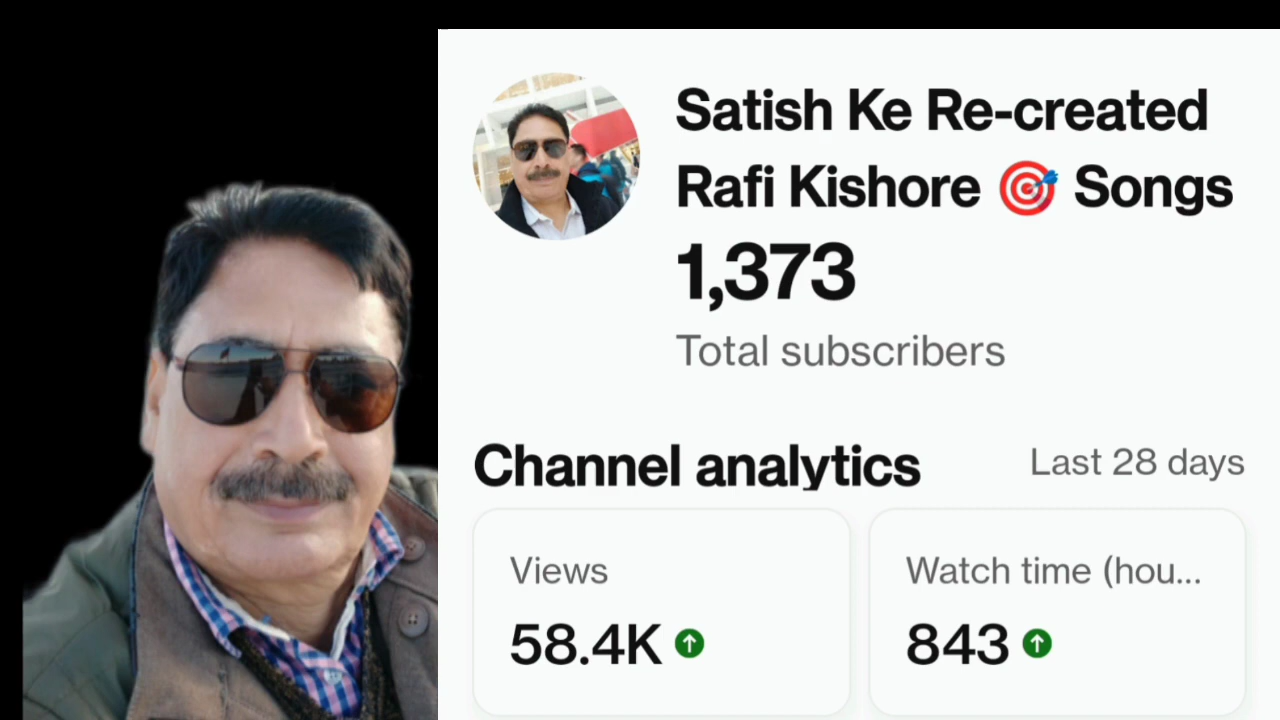 Satish Ke Re-created
Rafi Kishore 🎯 Songs
1,373
Total subscribers
Channel analytics
Last 28 days
Views
Watch time (hou...
58.4K
843